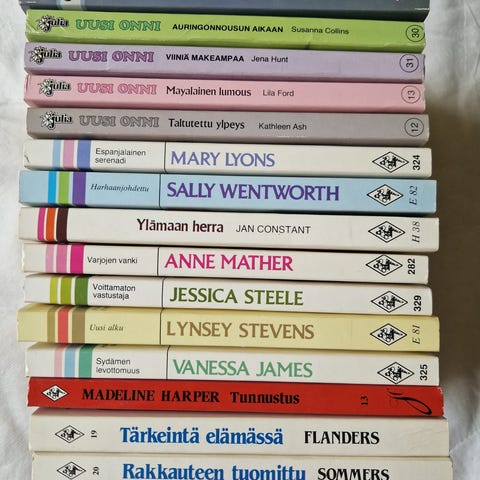 Julia UUSI ONNI AURINGONNOUSUN AIKAAN Susanna Collins 30
Julia UUSI ONNI VIINIÄ MAKEAMPAA Jena Hunt 31
Julia UUSI ONNI Mayalainen lumous Lila Ford 13
Julia UUSI ONNI Taltutettu ylpeys Kathleen Ash 12
Espanjalainen
serenadi
MARY LYONS 324
Harhaanjohdettu SALLY WENTWORTH E 82
Ylämaan herra JAN CONSTANT H 38
Varjojen vanki ANNE MATHER 282
Voittamaton
vastustaja
JESSICA STEELE 329
Uusi alku LYNSEY STEVENS E 81
Sydämen
levottomuus
VANESSA JAMES 325
MADELINE HARPER Tunnustus 13
19 Tärkeintä elämässä FLANDERS
20 Rakkauteen tuomittu SOMMERS